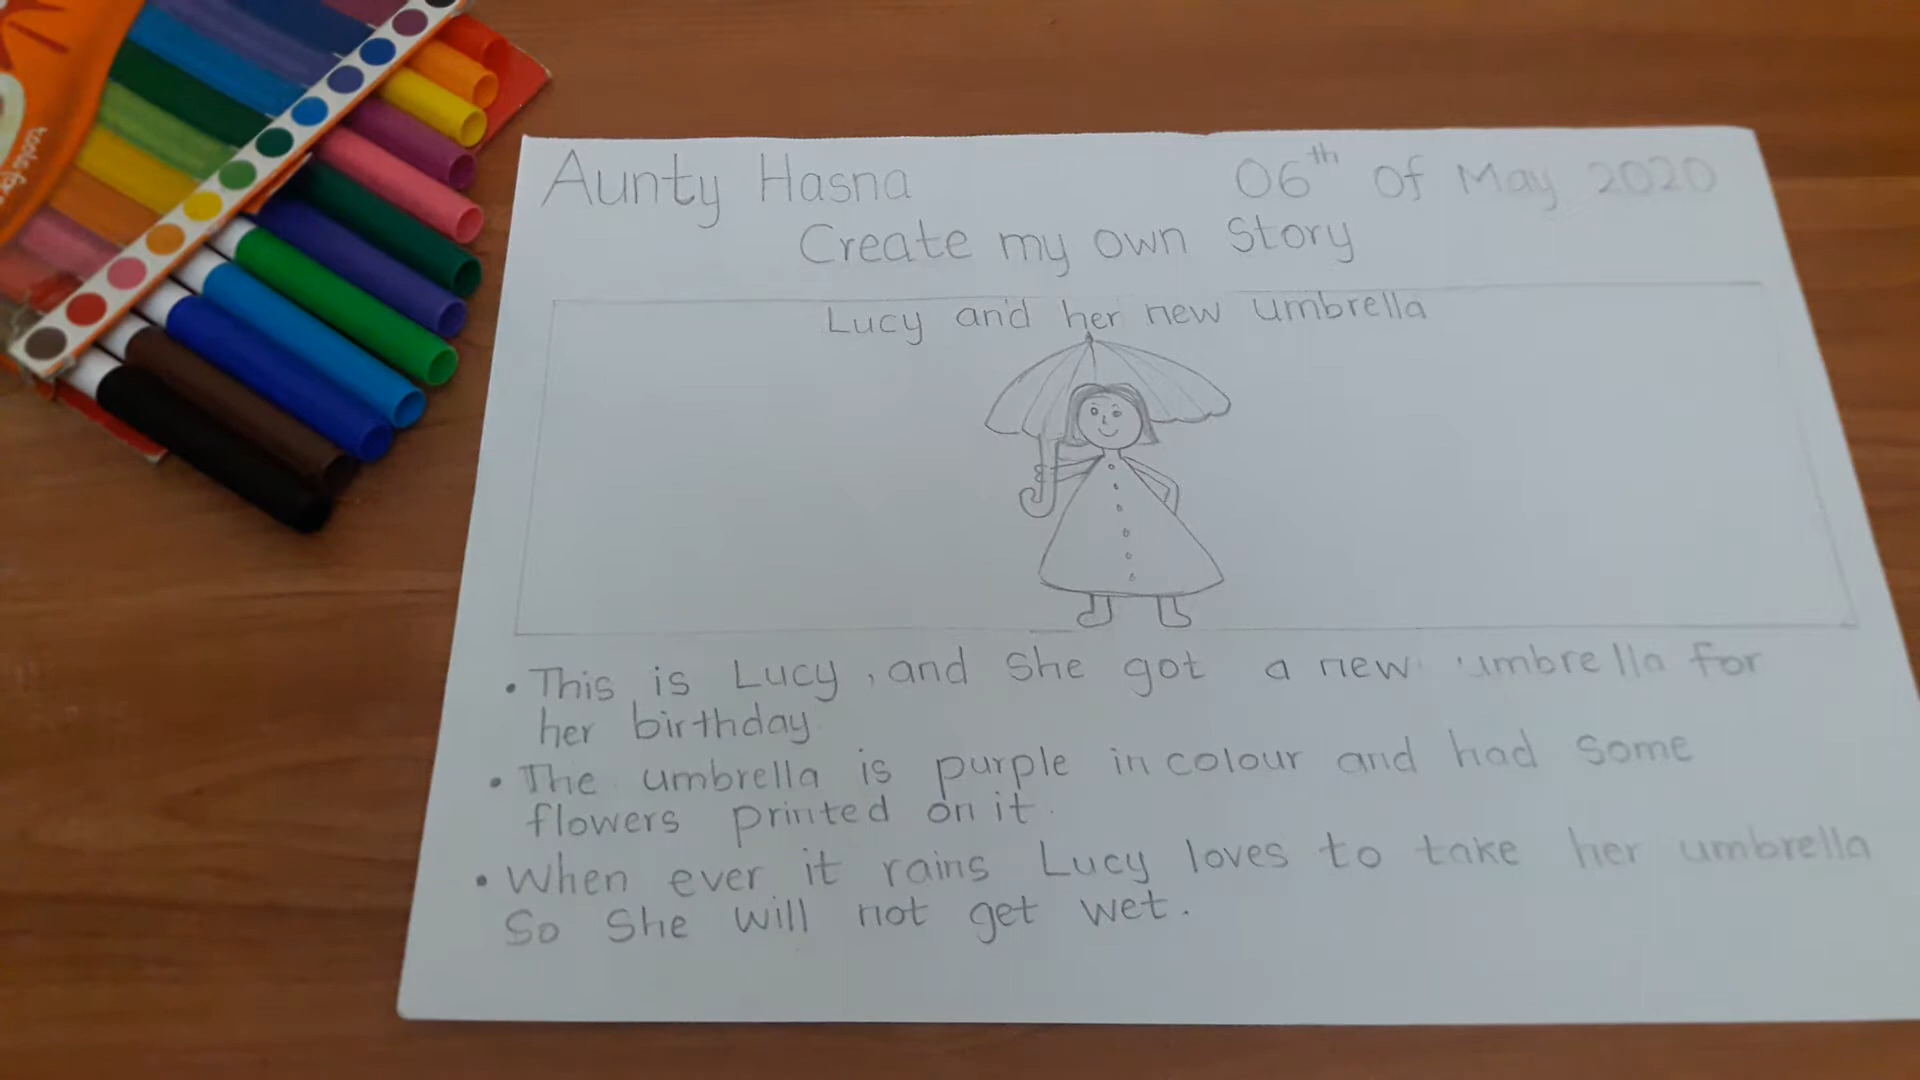 Aunty Hasna 06th Of May 2020
Create my own Story
Lucy and her new umbrella
• This is Lucy, and she got a new umbrella for
her birthday
• The umbrella is purple in colour and had some
flowers printed on it.
• When ever it rains Lucy loves to take her umbrella
So She will not get wet.